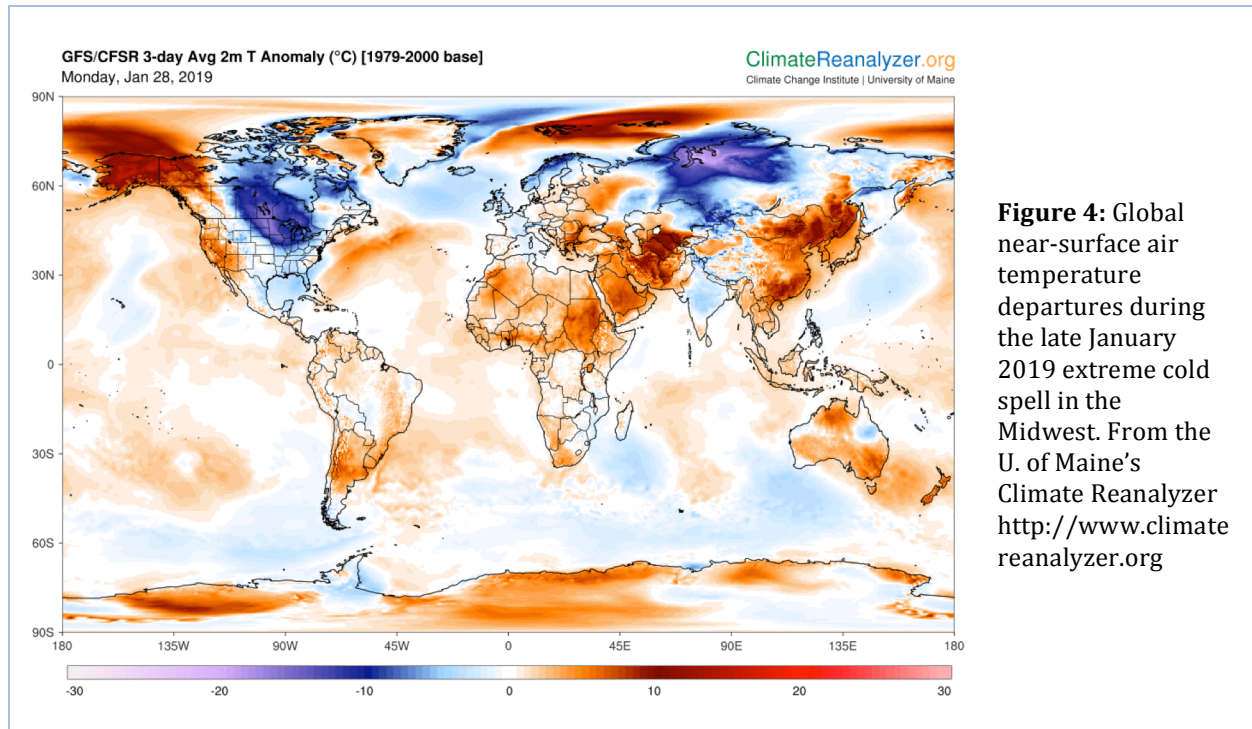 GFS/CFSR 3-day Avg 2m T Anomaly (°C) [1979-2000 base]
Monday, Jan 28, 2019
ClimateReanalyzer.org
Climate Change Institute | University of Maine
90N
60N
30N
0
30S
60S
90S
180
135W
90W
45W
0
45E
90E
135E
180
-30
-20
-10
0
10
20
30
Figure 4: Global
near-surface air
temperature
departures during
the late January
2019 extreme cold
spell in the
Midwest. From the
U. of Maine's
Climate Reanalyzer
http://www.climate
reanalyzer.org